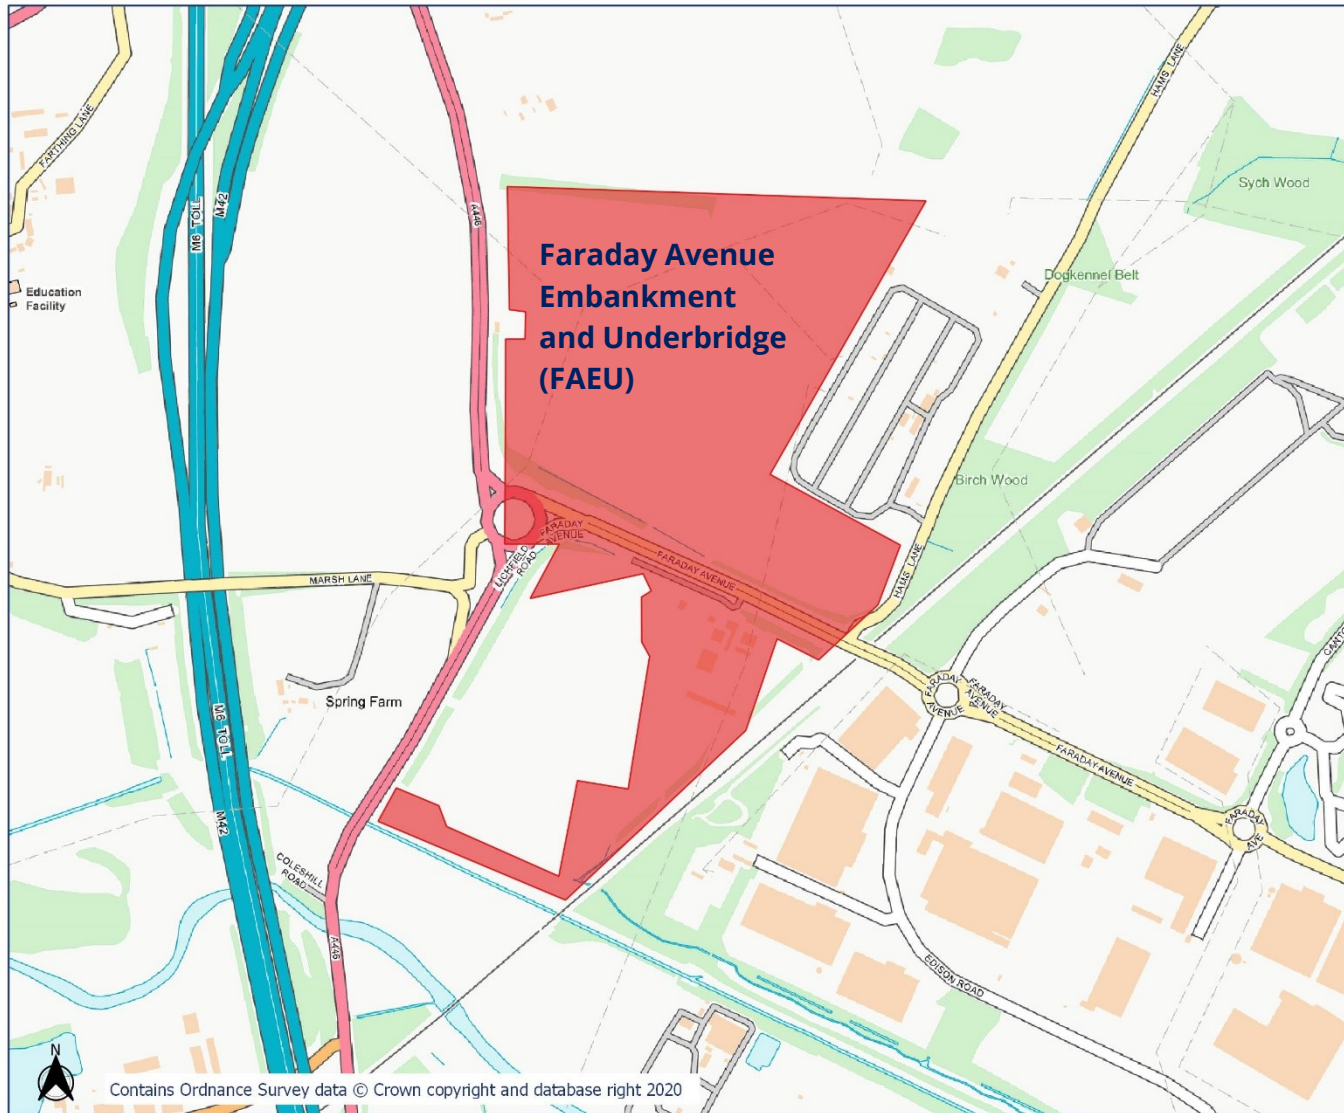 FARTHING LANE
M6 TOLL
M42
A446
HAMS LANE
Sych Wood
Faraday Avenue
Embankment
and Underbridge
(FAEU)
Dogkennel Belt
Education
Facility
Birch Wood
FARADAY
AVENUE
LICHFIELD
ROAD
FARADAY AVENUE
MARSH LANE
HAMS LANE
Spring Farm
FARADAY
AVENUE
FARADAY
AVENUE
M6 TOLL
M42
FARADAY AVENUE
FARADAY
AVE
COLESHILL
ROAD
A446
EDISON ROAD
N
Contains Ordnance Survey data © Crown copyright and database right 2020